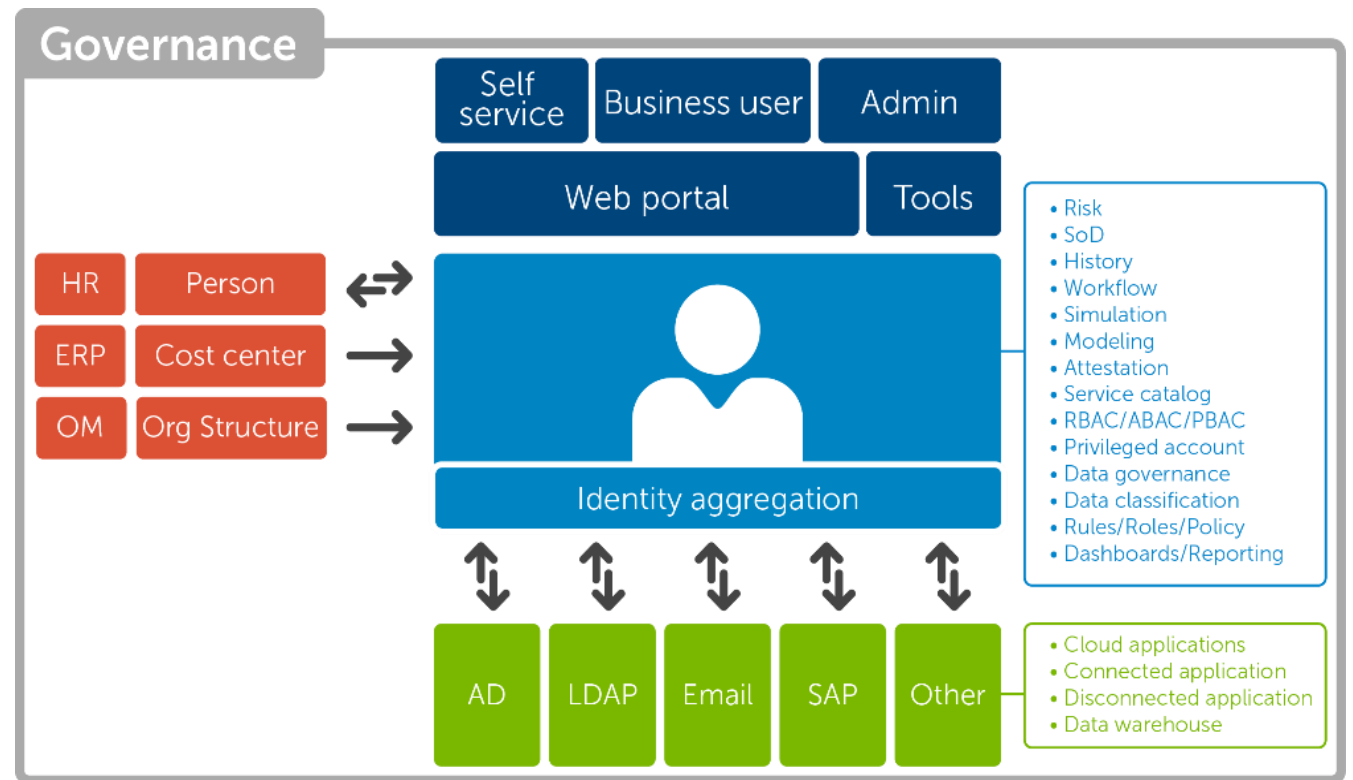 Governance
Self
service
Business user
Admin
Web portal
Tools
HR
Person
ERP
Cost center
OM
Org Structure
Identity aggregation
• Risk
• SoD
• History
• Workflow
• Simulation
• Modeling
• Attestation
• Service catalog
• RBAC/ABAC/PBAC
• Privileged account
• Data governance
• Data classification
• Rules/Roles/Policy
• Dashboards/Reporting
AD
LDAP
Email
SAP
Other
• Cloud applications
• Connected application
• Disconnected application
• Data warehouse